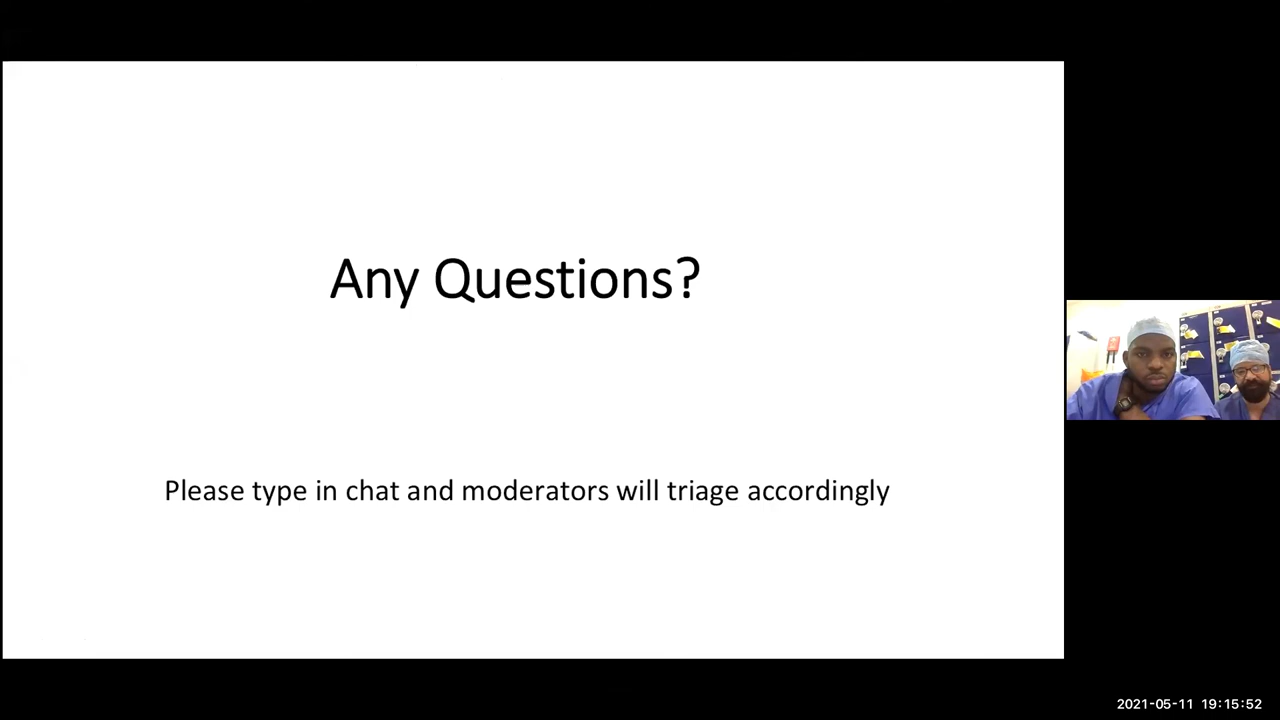 Any Questions?
Please type in chat and moderators will triage accordingly
2021-05-11 19:15:52